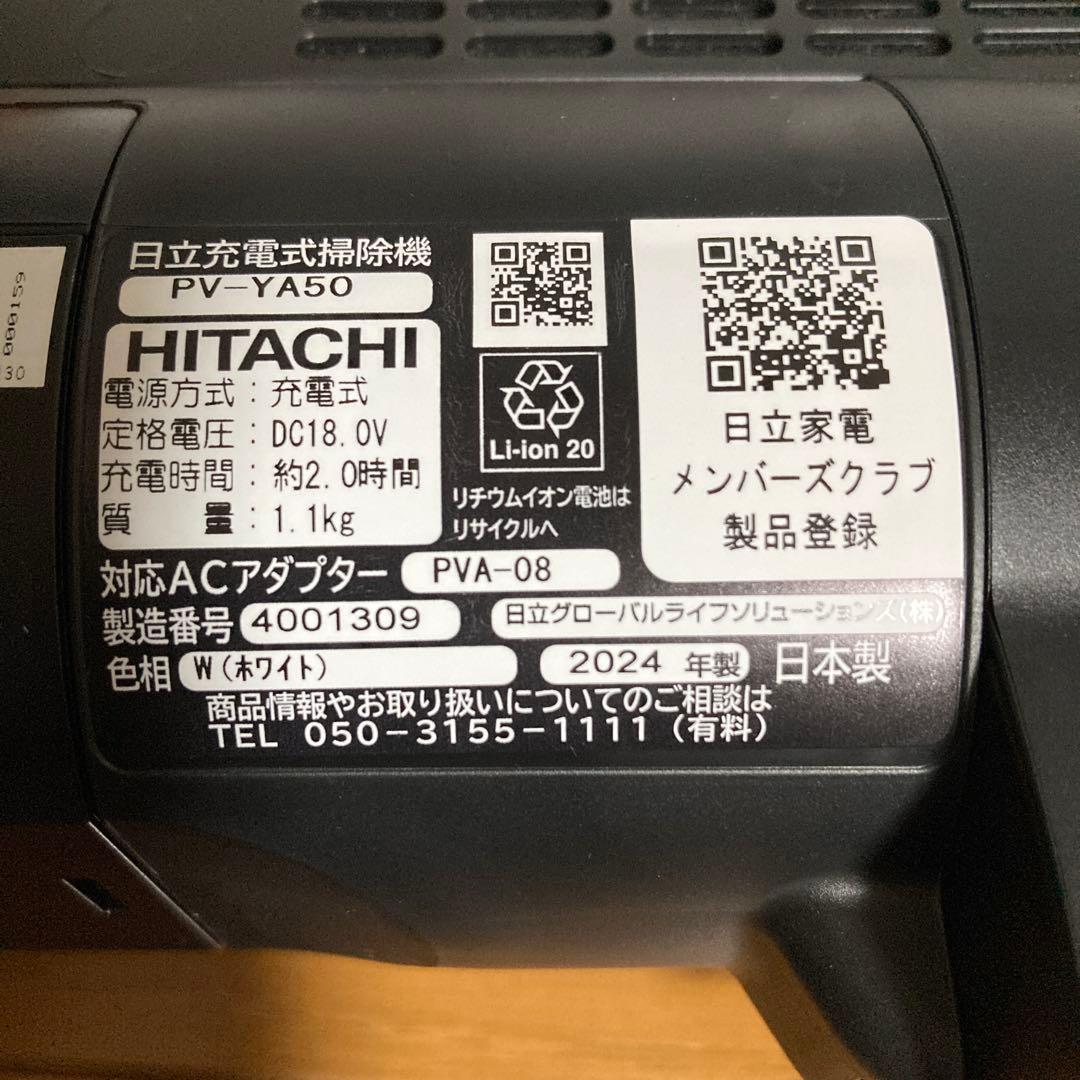 日立充電式掃除機
PV-YA50
HITACHI
電源方式：充電式
定格電圧：DC18.0V
充電時間：約2.0時間
質　　量：1.1kg
Li-ion 20
リチウムイオン電池は
リサイクルへ
日立家電
メンバーズクラブ
製品登録
対応ACアダプター PVA-08
製造番号 4001309 日立グローバルライフソリューションズ(株)
色相 W(ホワイト) 2024 年製 日本製
商品情報やお取り扱いについてのご相談は
TEL 050-3155-1111（有料）
000159
30